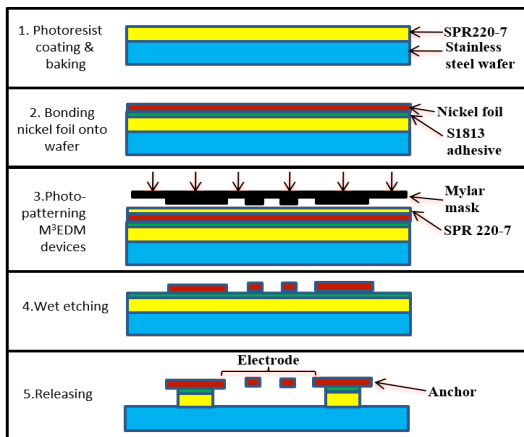 1. Photoresist
coating &
baking
SPR220-7
Stainless
steel wafer
2. Bonding
nickel foil onto
wafer
Nickel foil
S1813
adhesive
3.Photo-
patterning
M³EDM
devices
Mylar
mask
SPR 220-7
4.Wet etching
5.Releasing
Electrode
Anchor